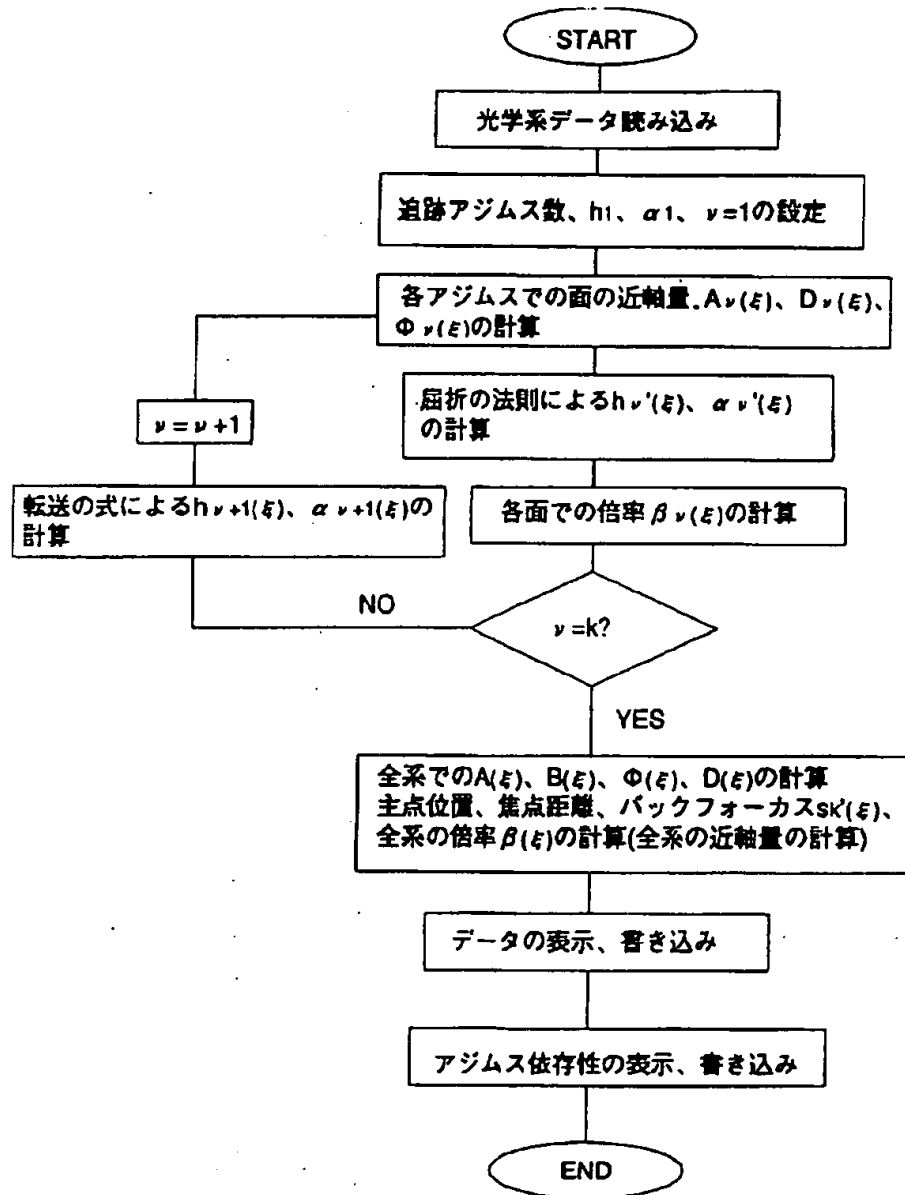 START
光学系データ読み込み
追跡アジムス数、h1、α1、ν=1の設定
各アジムスでの面の近軸量、Aν(ξ)、Dν(ξ)、
Φν(ξ)の計算
屈折の法則によるhν'(ξ)、αν'(ξ)
の計算
ν=ν+1
転送の式によるhν+1(ξ)、αν+1(ξ)の
計算
各面での倍率βν(ξ)の計算
NO
ν=k?
YES
全系でのA(ξ)、B(ξ)、Φ(ξ)、D(ξ)の計算
主点位置、焦点距離、バックフォーカスsk'(ξ)、
全系の倍率β(ξ)の計算(全系の近軸量の計算)
データの表示、書き込み
アジムス依存性の表示、書き込み
END